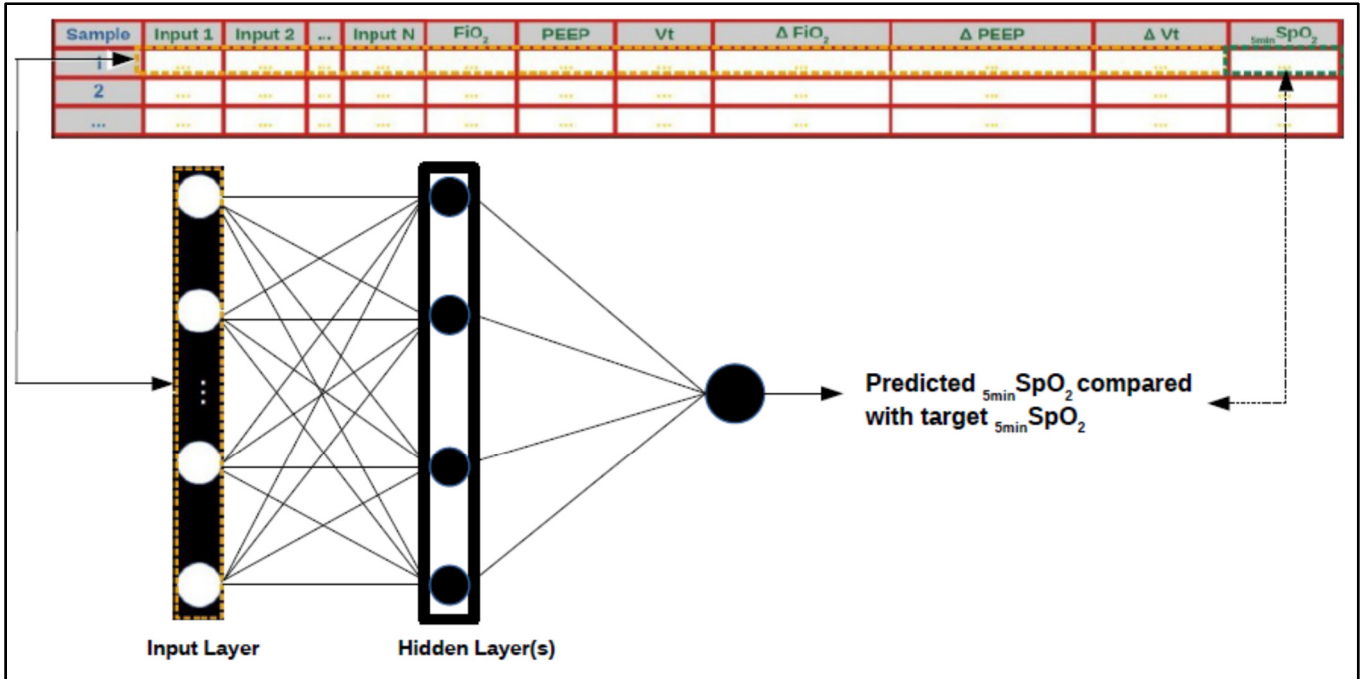 Sample Input 1 Input 2 ... Input N FiO₂ PEEP Vt Δ FiO₂ Δ PEEP Δ Vt 5minSpO₂
1 ... ... ... ... ... ... ... ... ... ... ...
2 ... ... ... ... ... ... ... ... ... ... ...
... ... ... ... ... ... ... ... ... ... ... ...
...
Predicted 5minSpO₂ compared
with target 5minSpO₂
Input Layer Hidden Layer(s)